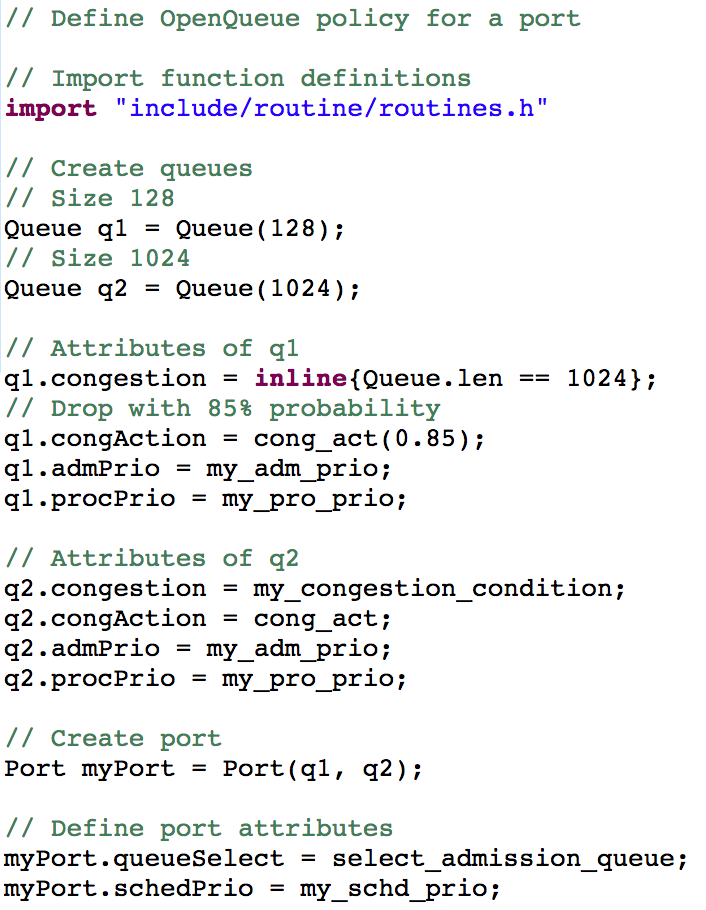 // Define OpenQueue policy for a port
// Import function definitions
import "include/routine/routines.h"
// Create queues
// Size 128
Queue q1 = Queue(128);
// Size 1024
Queue q2 = Queue(1024);
// Attributes of q1
q1.congestion = inline{Queue.len == 1024};
// Drop with 85% probability
q1.congAction = cong_act(0.85);
q1.admPrio = my_adm_prio;
q1.procPrio = my_pro_prio;
// Attributes of q2
q2.congestion = my_congestion_condition;
q2.congAction = cong_act;
q2.admPrio = my_adm_prio;
q2.procPrio = my_pro_prio;
// Create port
Port myPort = Port(q1, q2);
// Define port attributes
myPort.queueSelect = select_admission_queue;
myPort.schedPrio = my_schd_prio;